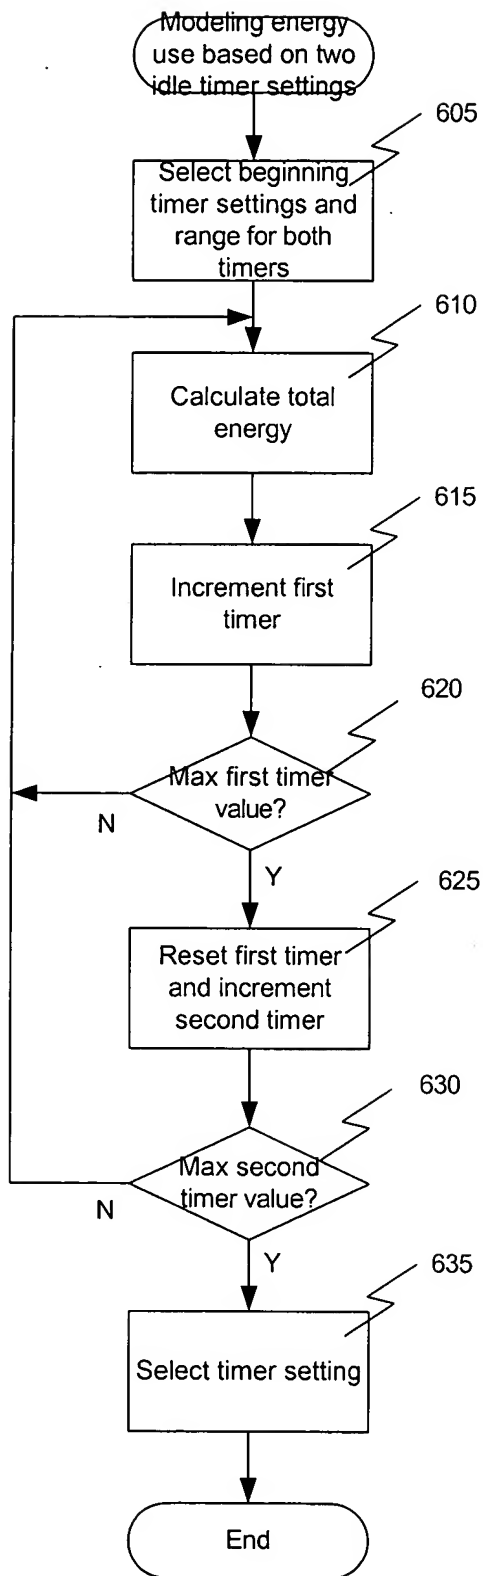 Modeling energy
use based on two
idle timer settings
605
Select beginning
timer settings and
range for both
timers
610
Calculate total
energy
615
Increment first
timer
620
Max first timer
value?
N
Y
625
Reset first timer
and increment
second timer
630
Max second
timer value?
N
Y
635
Select timer setting
End